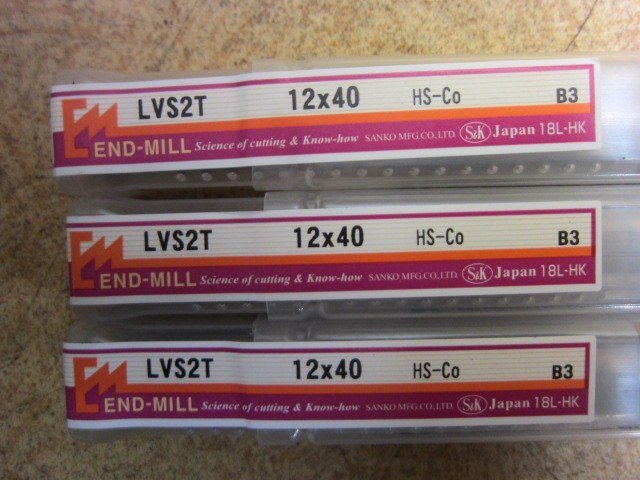 LVS2T 12x40 HS-Co B3
END-MILL Science of cutting & Know-how SANKO MFG.CO.,LTD. S&K Japan 18L-HK
LVS2T 12x40 HS-Co B3
END-MILL Science of cutting & Know-how SANKO MFG.CO.,LTD. S&K Japan 18L-HK
LVS2T 12x40 HS-Co B3
END-MILL Science of cutting & Know-how SANKO MFG.CO.,LTD. S&K Japan 18L-HK